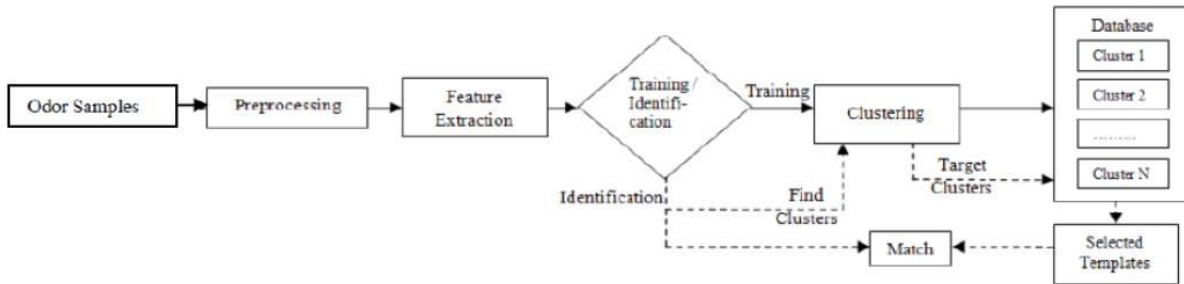 Odor Samples
Preprocessing
Feature
Extraction
Training /
Identifi-
cation
Training
Clustering
Database
Cluster 1
Cluster 2
.........
Cluster N
Target
Clusters
Identification
Find
Clusters
Match
Selected
Templates